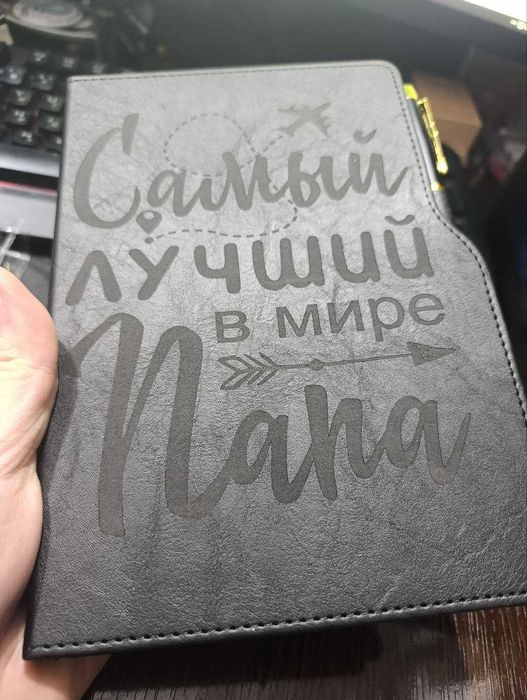 Самый
лучший
в мире
Папа